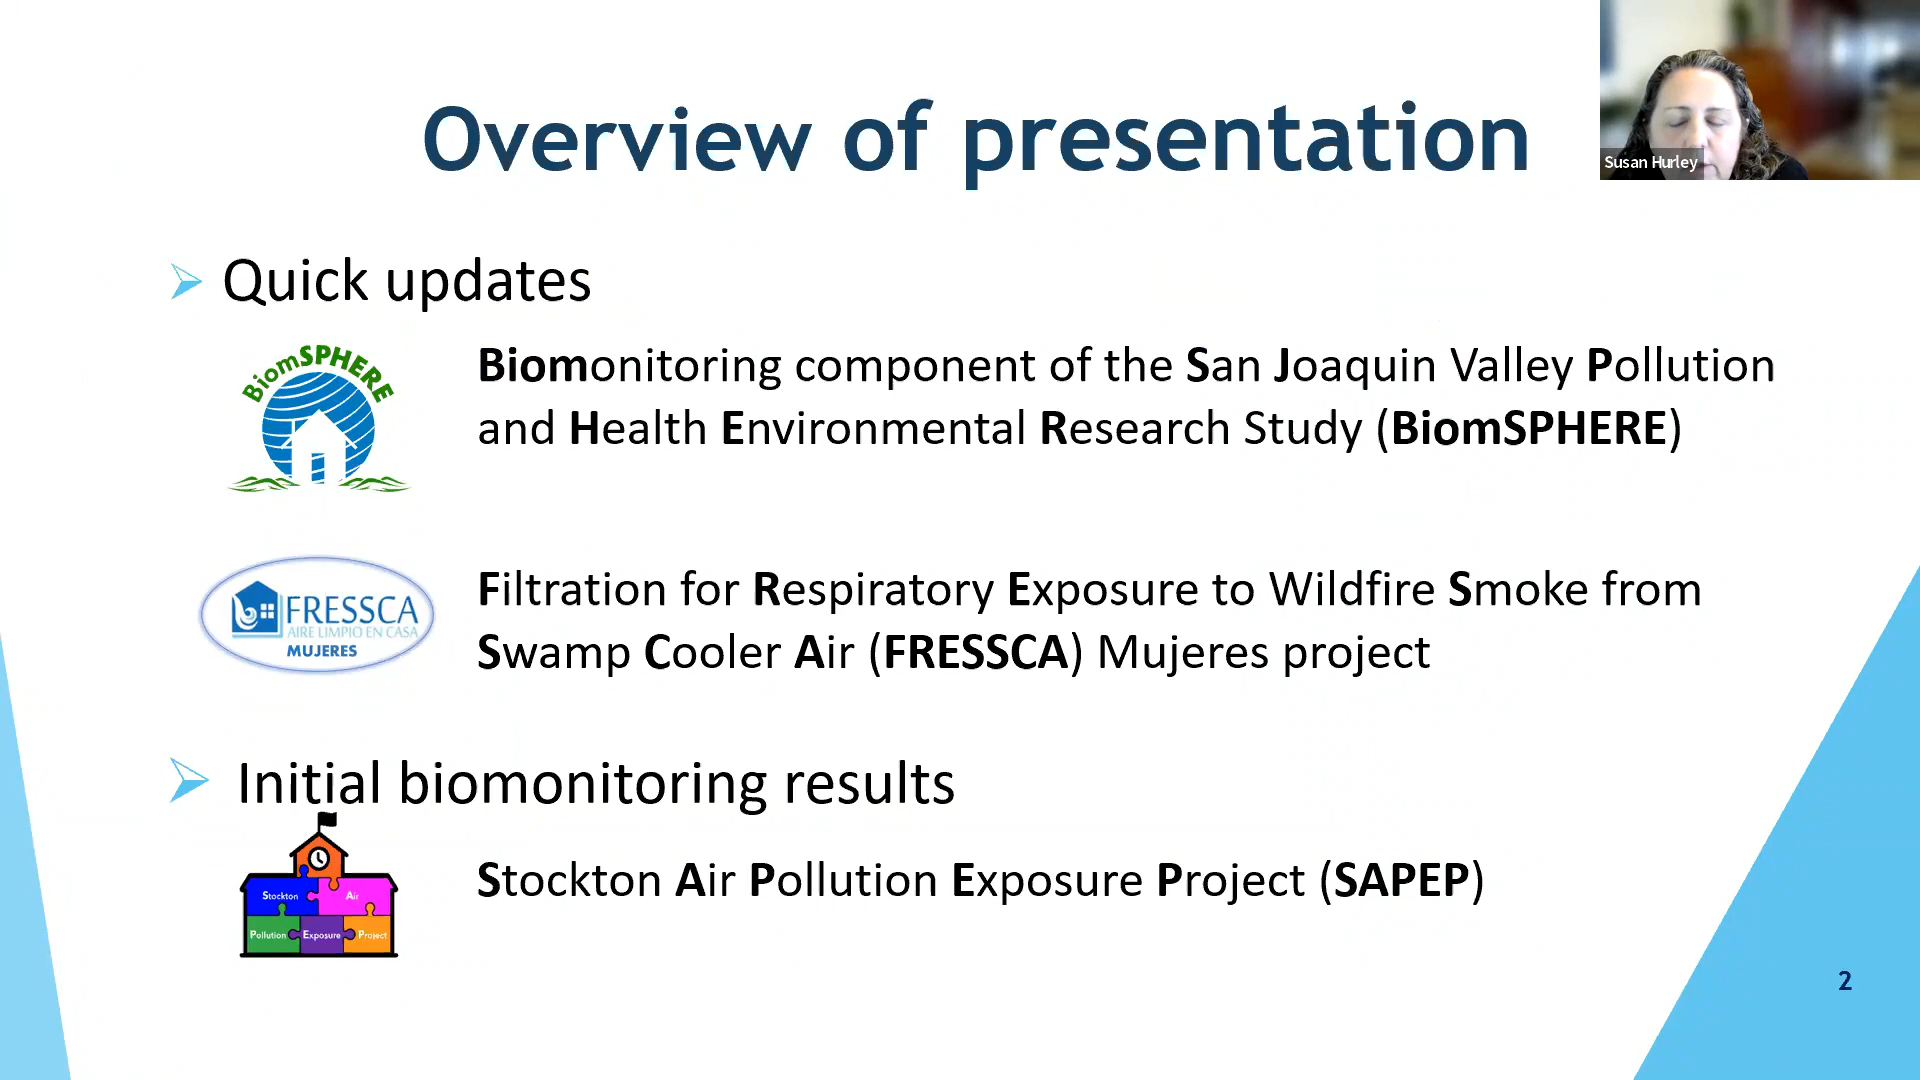 Overview of presentation
Susan Hurley
Quick updates
BiomSPHERE
Biomonitoring component of the San Joaquin Valley Pollution
and Health Environmental Research Study (BiomSPHERE)
FRESSCA
AIRE LIMPIO EN CASA
MUJERES
Filtration for Respiratory Exposure to Wildfire Smoke from
Swamp Cooler Air (FRESSCA) Mujeres project
Initial biomonitoring results
Stockton Air
Pollution Exposure Project
Stockton Air Pollution Exposure Project (SAPEP)
2